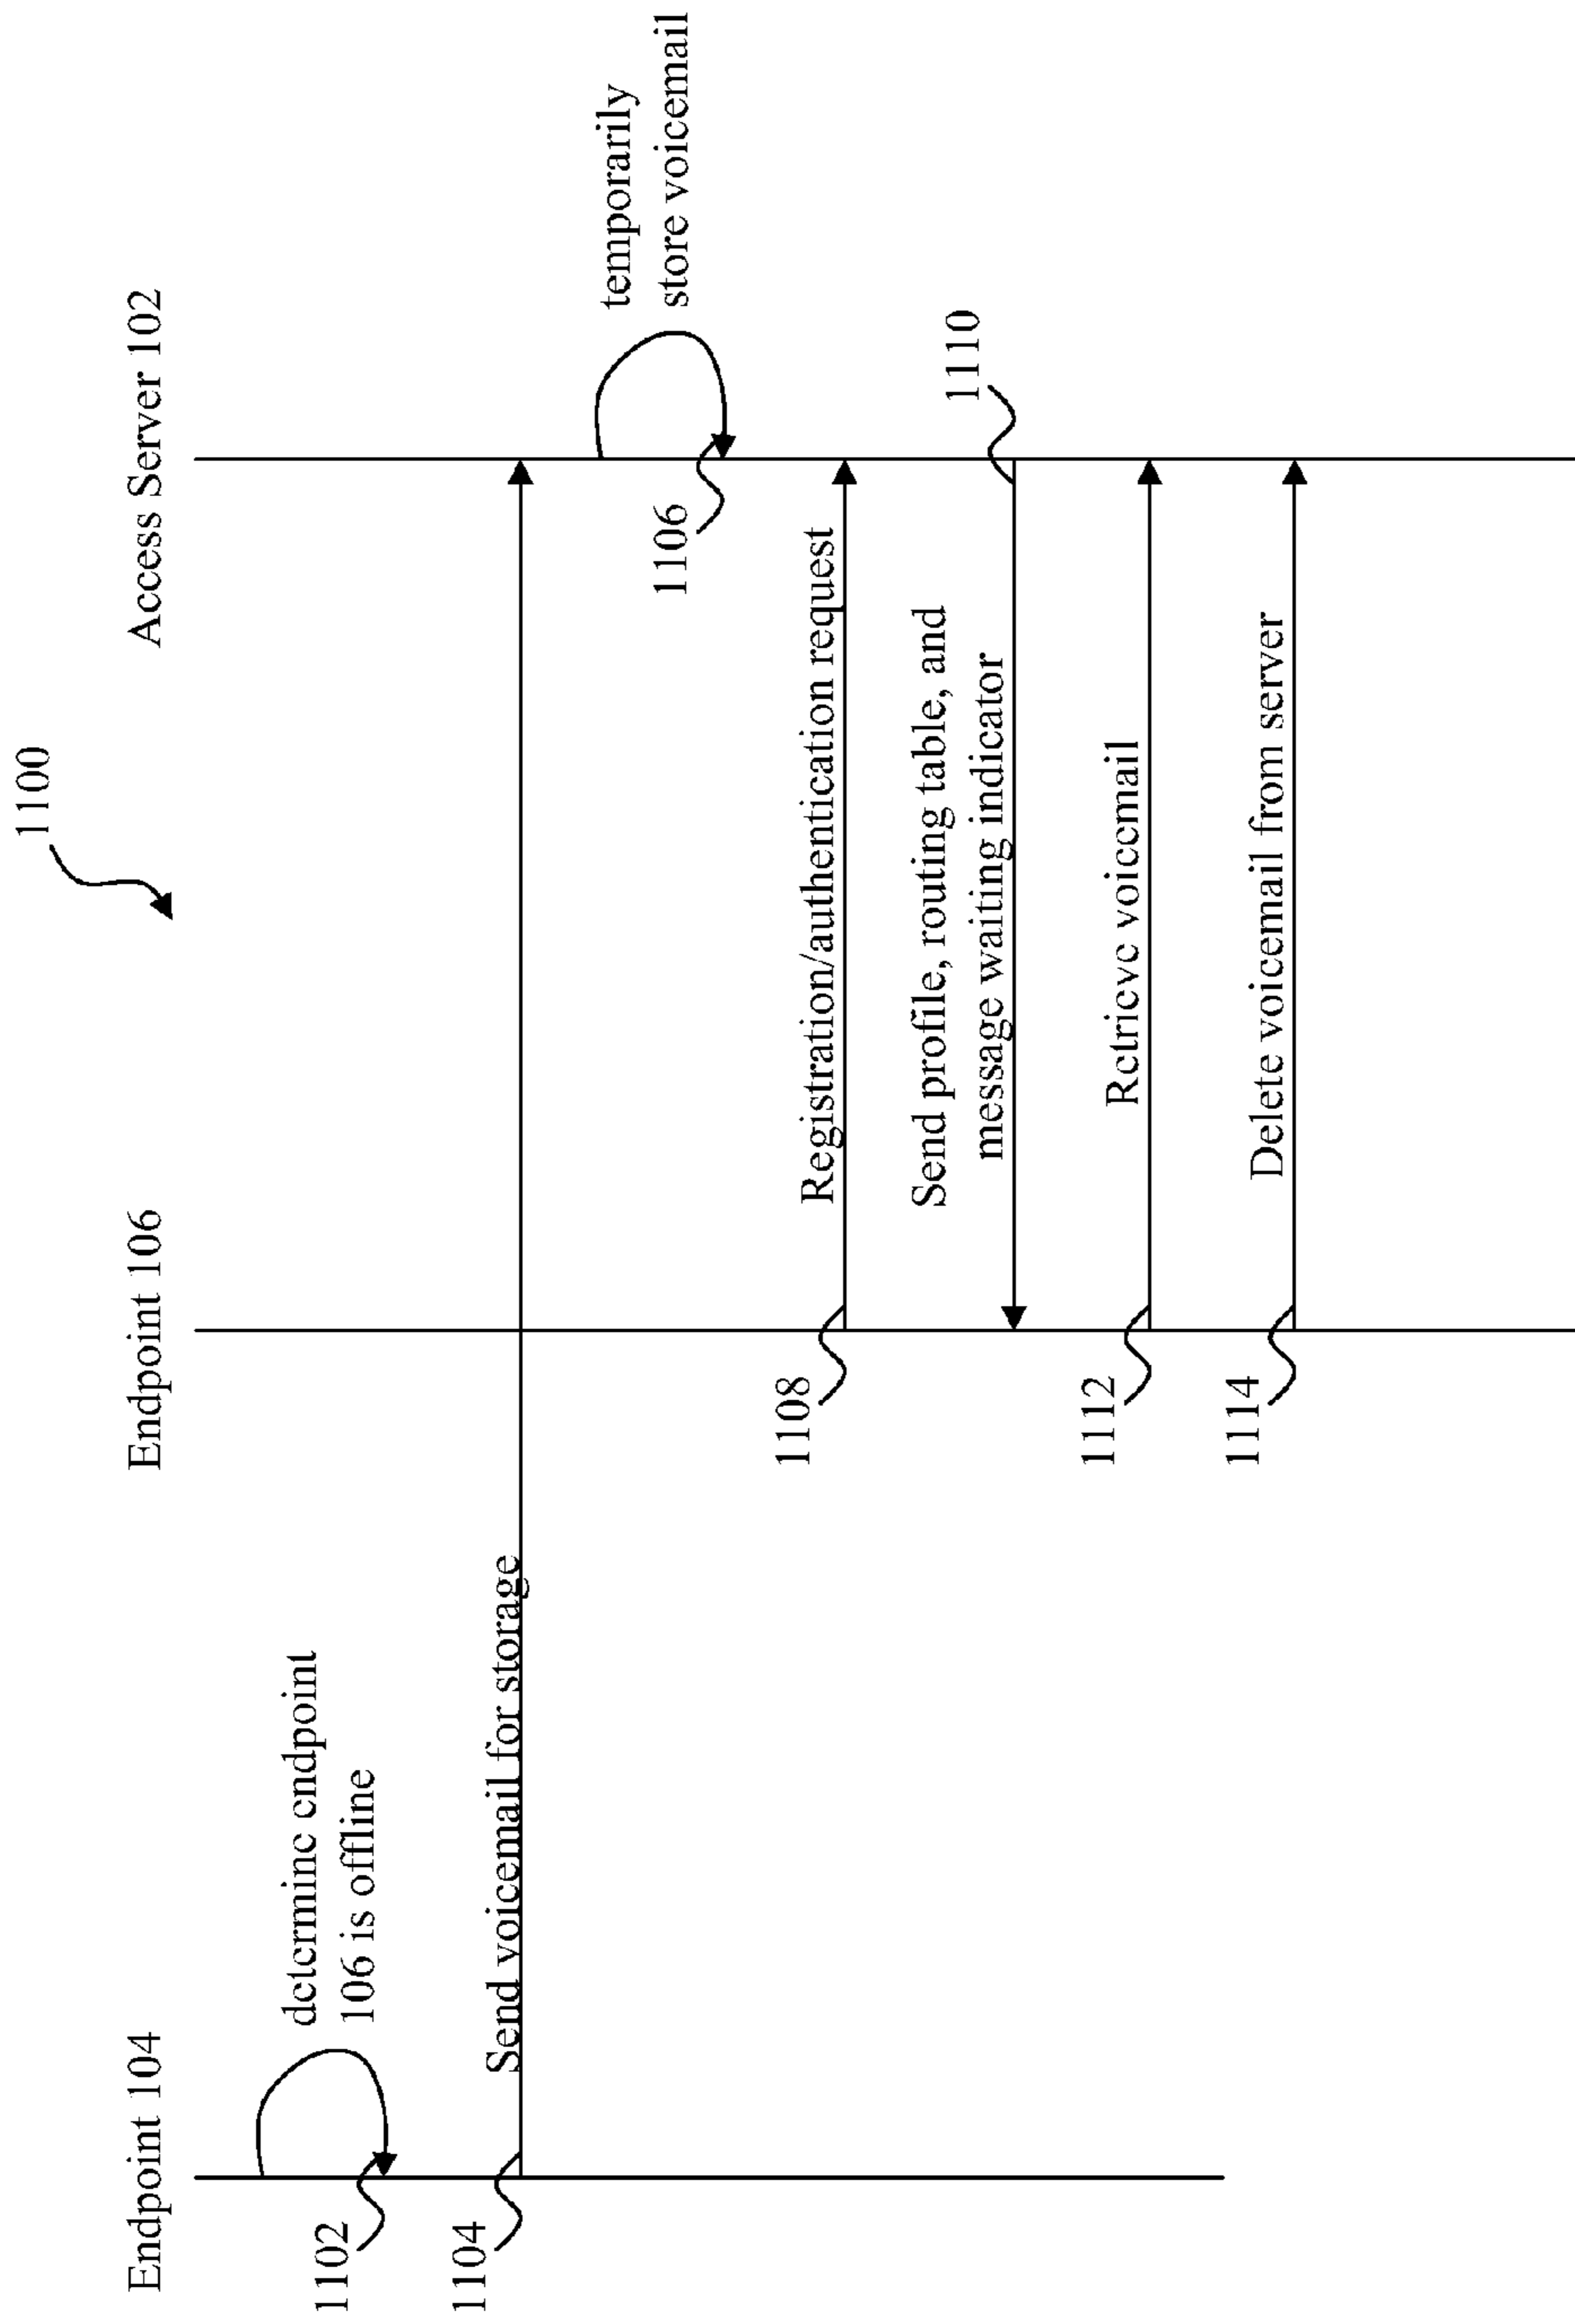 1100
Endpoint 104
Endpoint 106
Access Server 102
determine endpoint
106 is offline
1102
Send voicemail for storage
1104
temporarily
store voicemail
1106
Registration/authentication request
1108
Send profile, routing table, and
message waiting indicator
1110
Retrieve voicemail
1112
Delete voicemail from server
1114